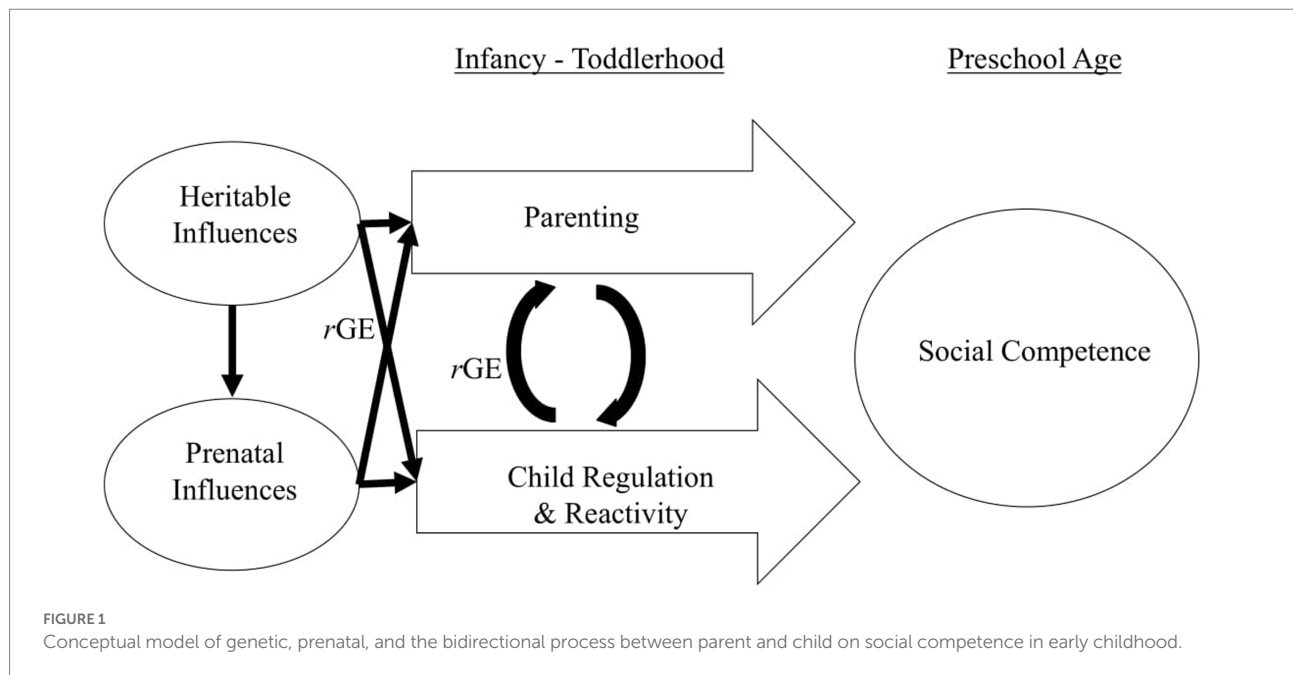 Infancy - Toddlerhood
Preschool Age
Heritable
Influences
Parenting
rGE
rGE
Social Competence
Prenatal
Influences
Child Regulation
& Reactivity
FIGURE 1
Conceptual model of genetic, prenatal, and the bidirectional process between parent and child on social competence in early childhood.